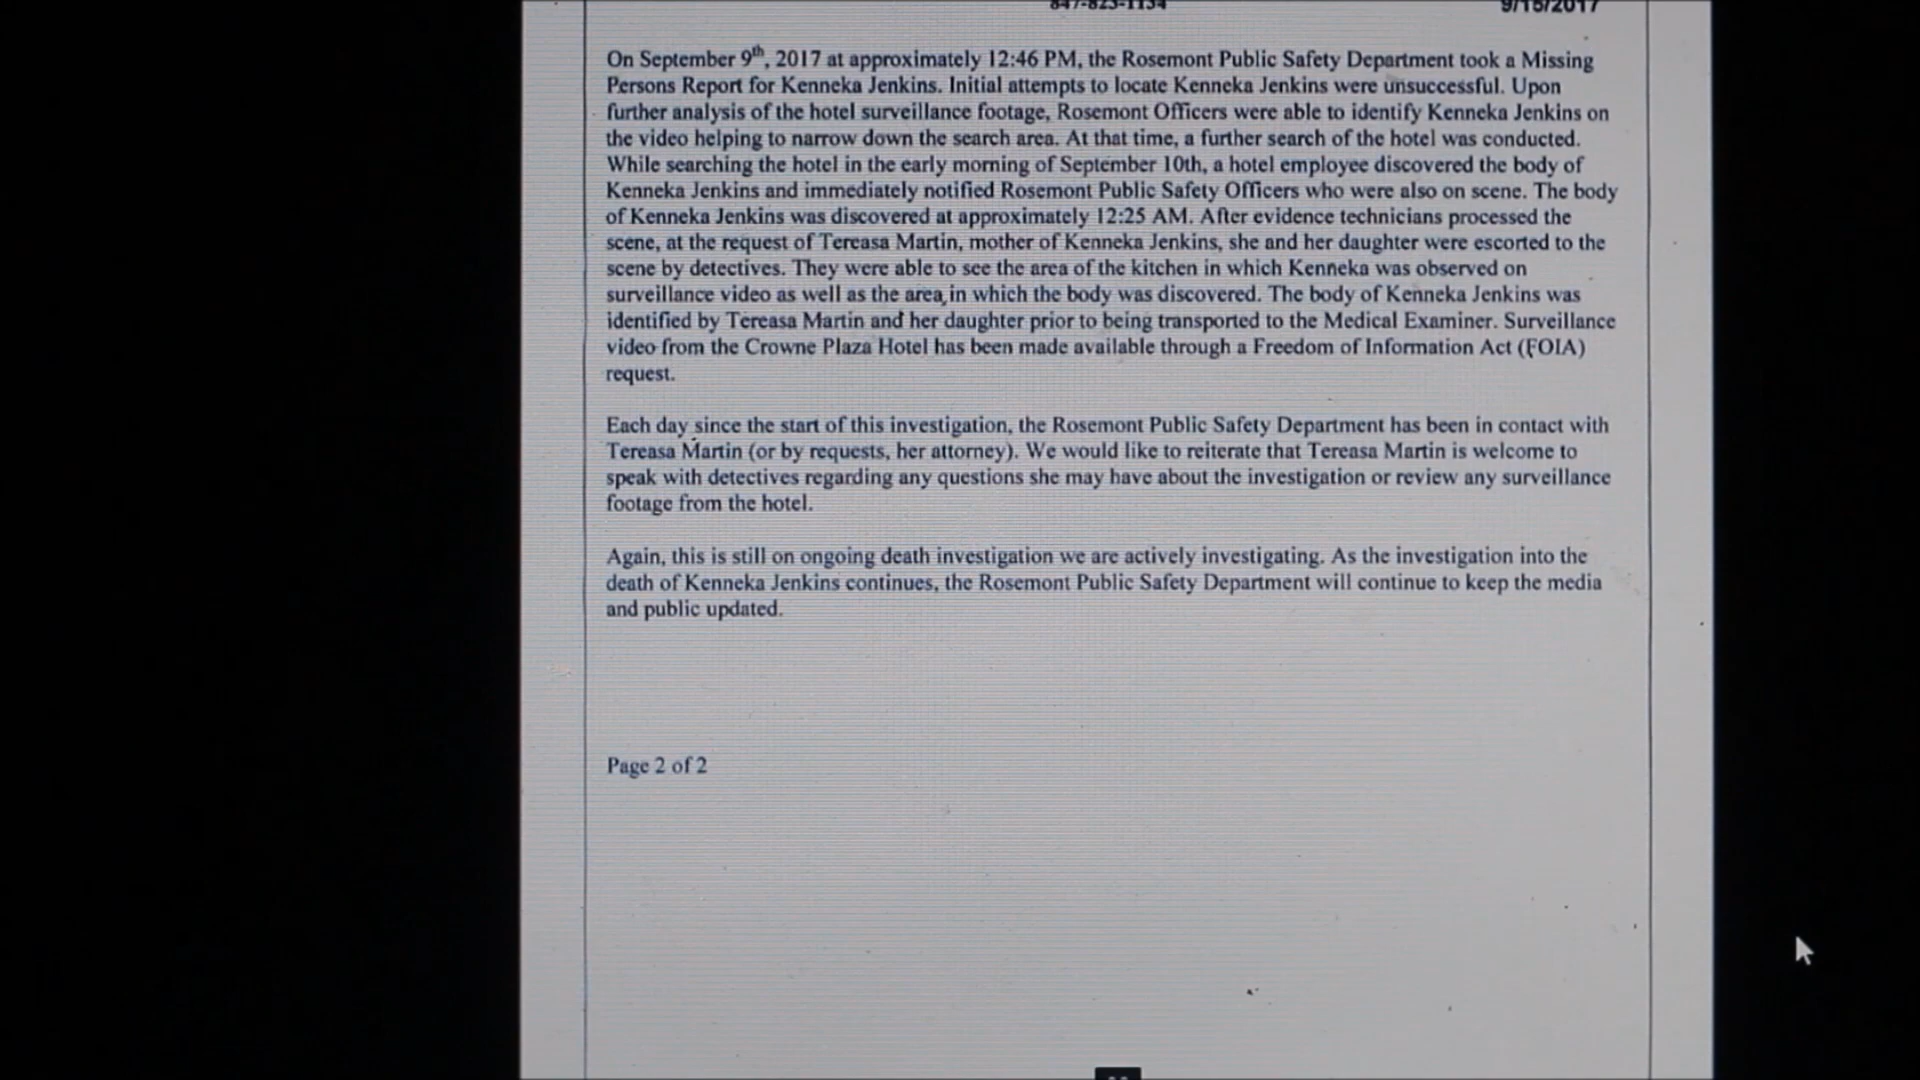 847-823-1134 9/15/2017
On September 9th, 2017 at approximately 12:46 PM, the Rosemont Public Safety Department took a Missing
Persons Report for Kenneka Jenkins. Initial attempts to locate Kenneka Jenkins were unsuccessful. Upon
further analysis of the hotel surveillance footage, Rosemont Officers were able to identify Kenneka Jenkins on
the video helping to narrow down the search area. At that time, a further search of the hotel was conducted.
While searching the hotel in the early morning of September 10th, a hotel employee discovered the body of
Kenneka Jenkins and immediately notified Rosemont Public Safety Officers who were also on scene. The body
of Kenneka Jenkins was discovered at approximately 12:25 AM. After evidence technicians processed the
scene, at the request of Tereasa Martin, mother of Kenneka Jenkins, she and her daughter were escorted to the
scene by detectives. They were able to see the area of the kitchen in which Kenneka was observed on
surveillance video as well as the area in which the body was discovered. The body of Kenneka Jenkins was
identified by Tereasa Martin and her daughter prior to being transported to the Medical Examiner. Surveillance
video from the Crowne Plaza Hotel has been made available through a Freedom of Information Act (FOIA)
request.
Each day since the start of this investigation, the Rosemont Public Safety Department has been in contact with
Tereasa Martin (or by requests, her attorney). We would like to reiterate that Tereasa Martin is welcome to
speak with detectives regarding any questions she may have about the investigation or review any surveillance
footage from the hotel.
Again, this is still on ongoing death investigation we are actively investigating. As the investigation into the
death of Kenneka Jenkins continues, the Rosemont Public Safety Department will continue to keep the media
and public updated.
Page 2 of 2